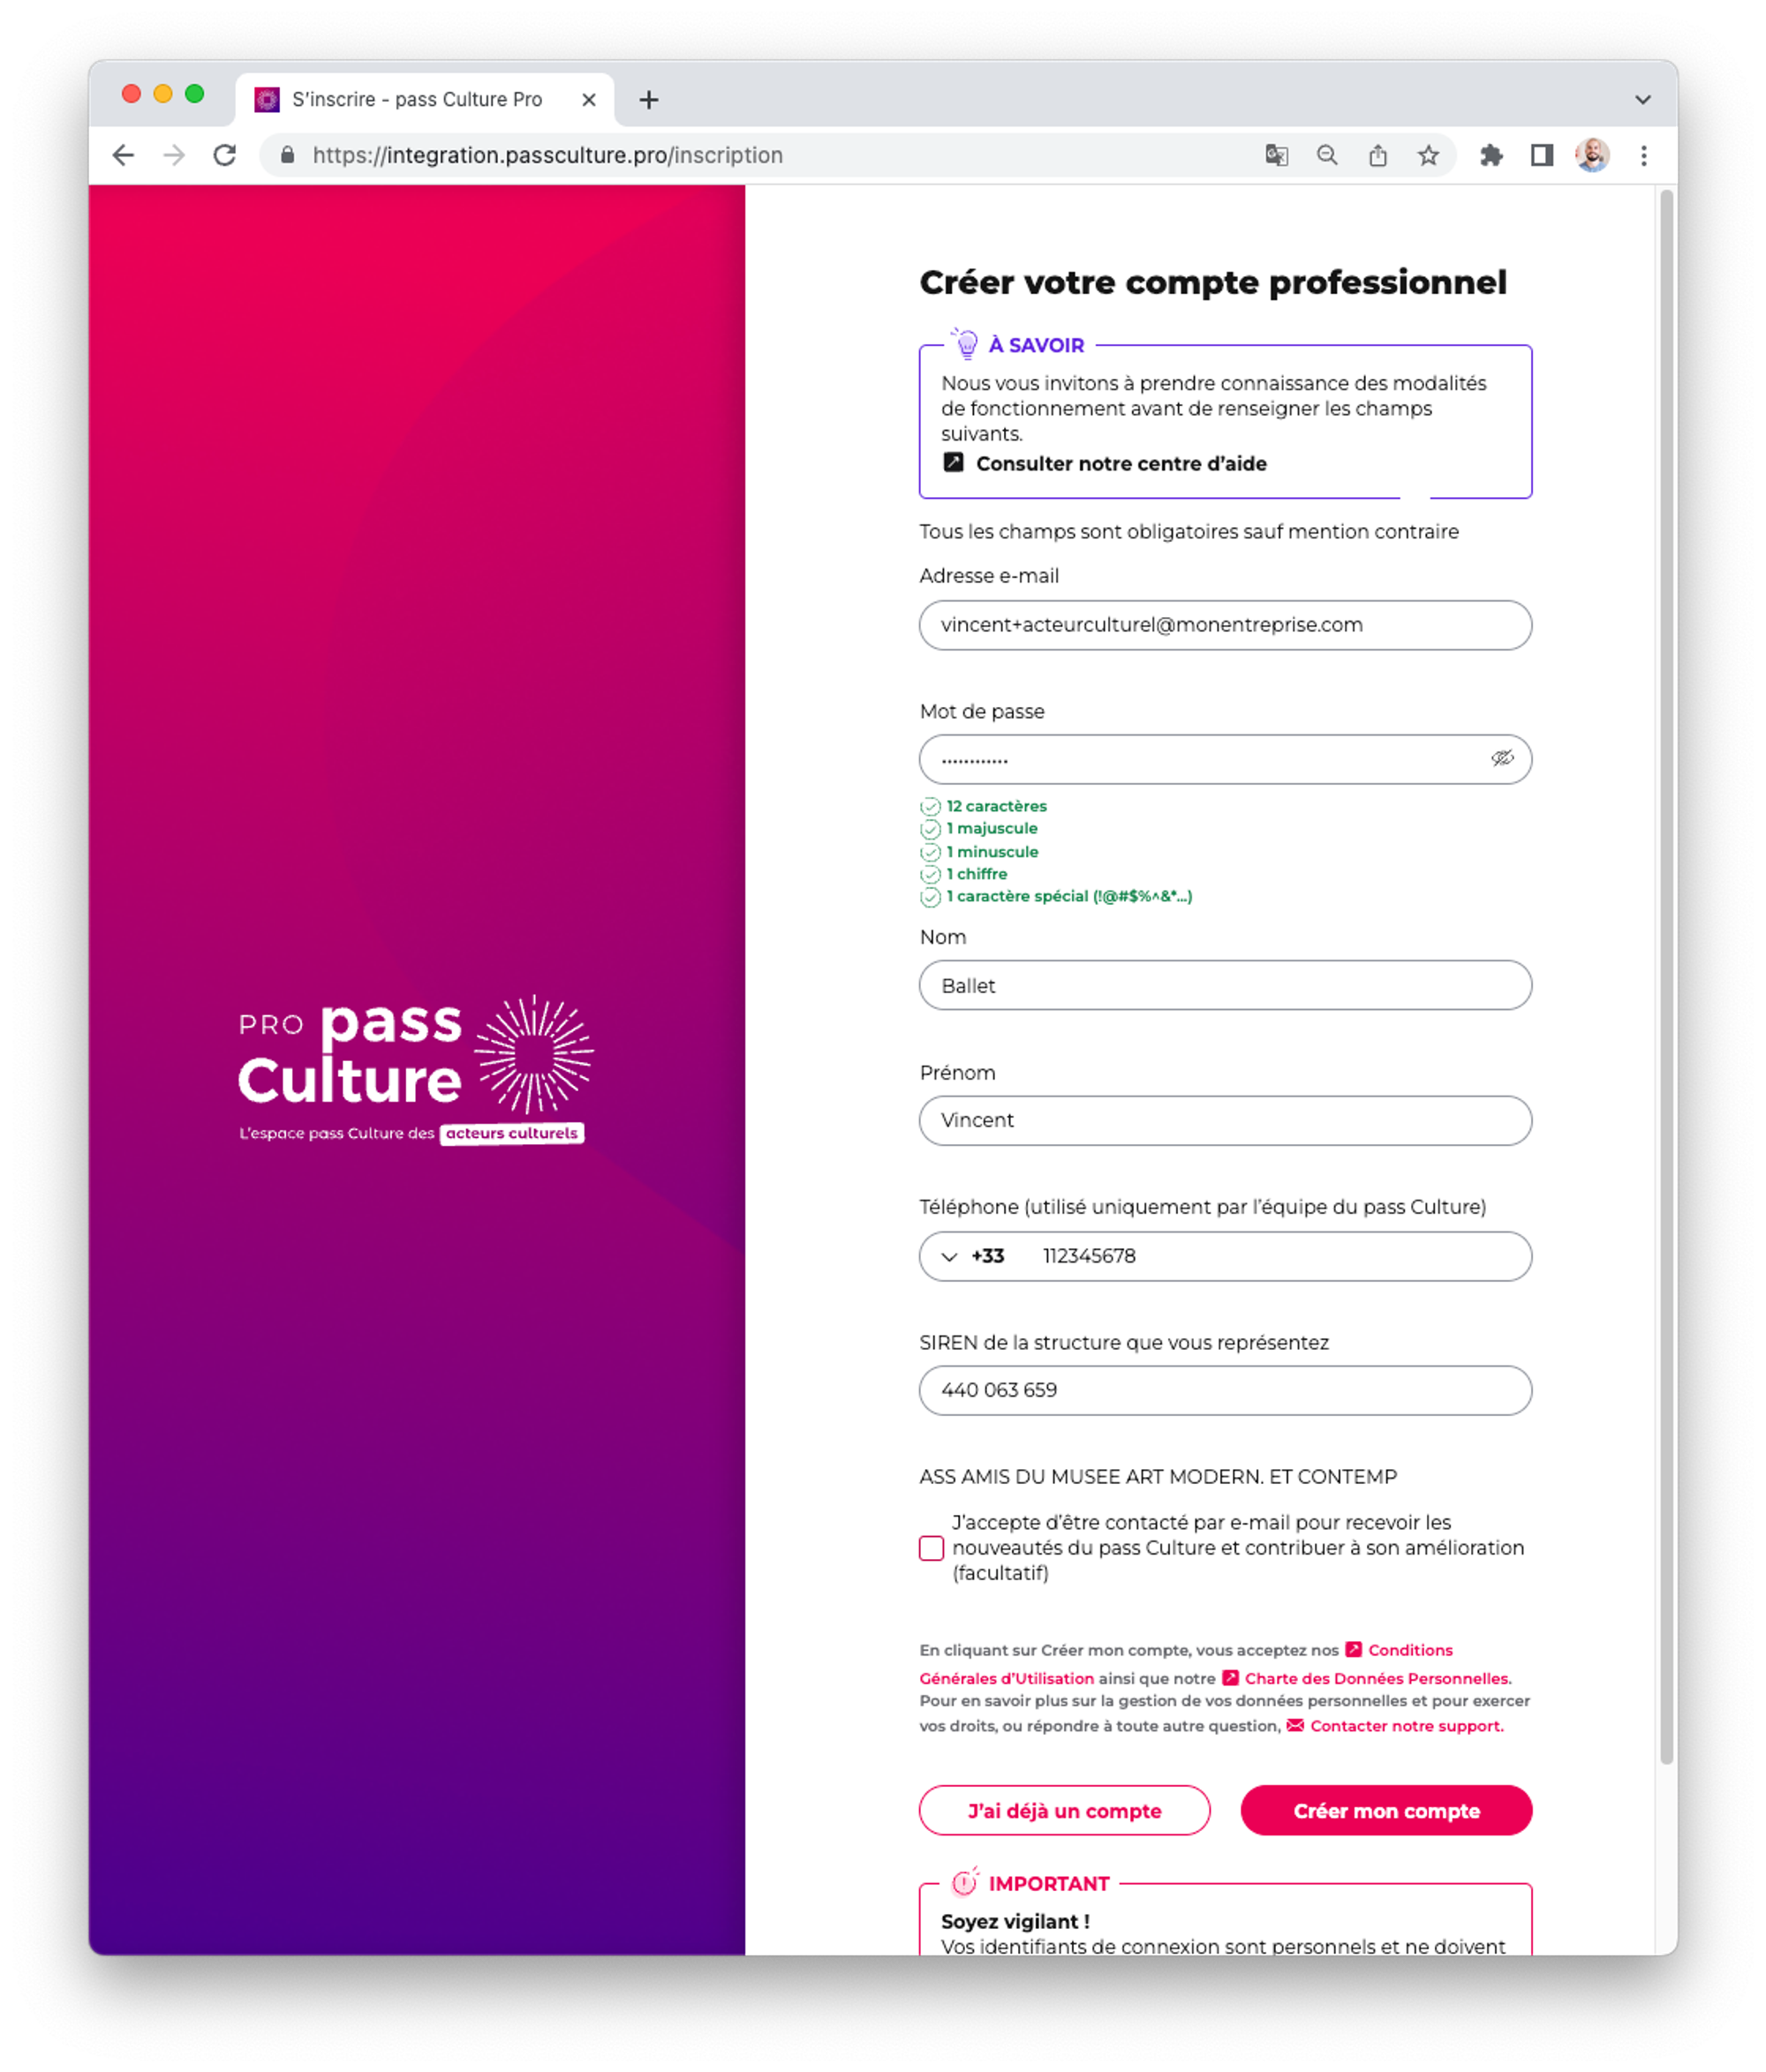 S'inscrire - pass Culture Pro
https://integration.passculture.pro/inscription
PRO pass
Culture
L'espace pass Culture des acteurs culturels
Créer votre compte professionnel
À SAVOIR
Nous vous invitons à prendre connaissance des modalités
de fonctionnement avant de renseigner les champs
suivants.
Consulter notre centre d'aide
Tous les champs sont obligatoires sauf mention contraire
Adresse e-mail
vincent+acteurculturel@monentreprise.com
Mot de passe
............
12 caractères
1 majuscule
1 minuscule
1 chiffre
1 caractère spécial (!@#$%^&*...)
Nom
Ballet
Prénom
Vincent
Téléphone (utilisé uniquement par l'équipe du pass Culture)
+33 112345678
SIREN de la structure que vous représentez
440 063 659
ASS AMIS DU MUSEE ART MODERN. ET CONTEMP
J'accepte d'être contacté par e-mail pour recevoir les
nouveautés du pass Culture et contribuer à son amélioration
(facultatif)
En cliquant sur Créer mon compte, vous acceptez nos Conditions
Générales d'Utilisation ainsi que notre Charte des Données Personnelles.
Pour en savoir plus sur la gestion de vos données personnelles et pour exercer
vos droits, ou répondre à toute autre question, Contacter notre support.
J'ai déjà un compte
Créer mon compte
IMPORTANT
Soyez vigilant !
Vos identifiants de connexion sont personnels et ne doivent